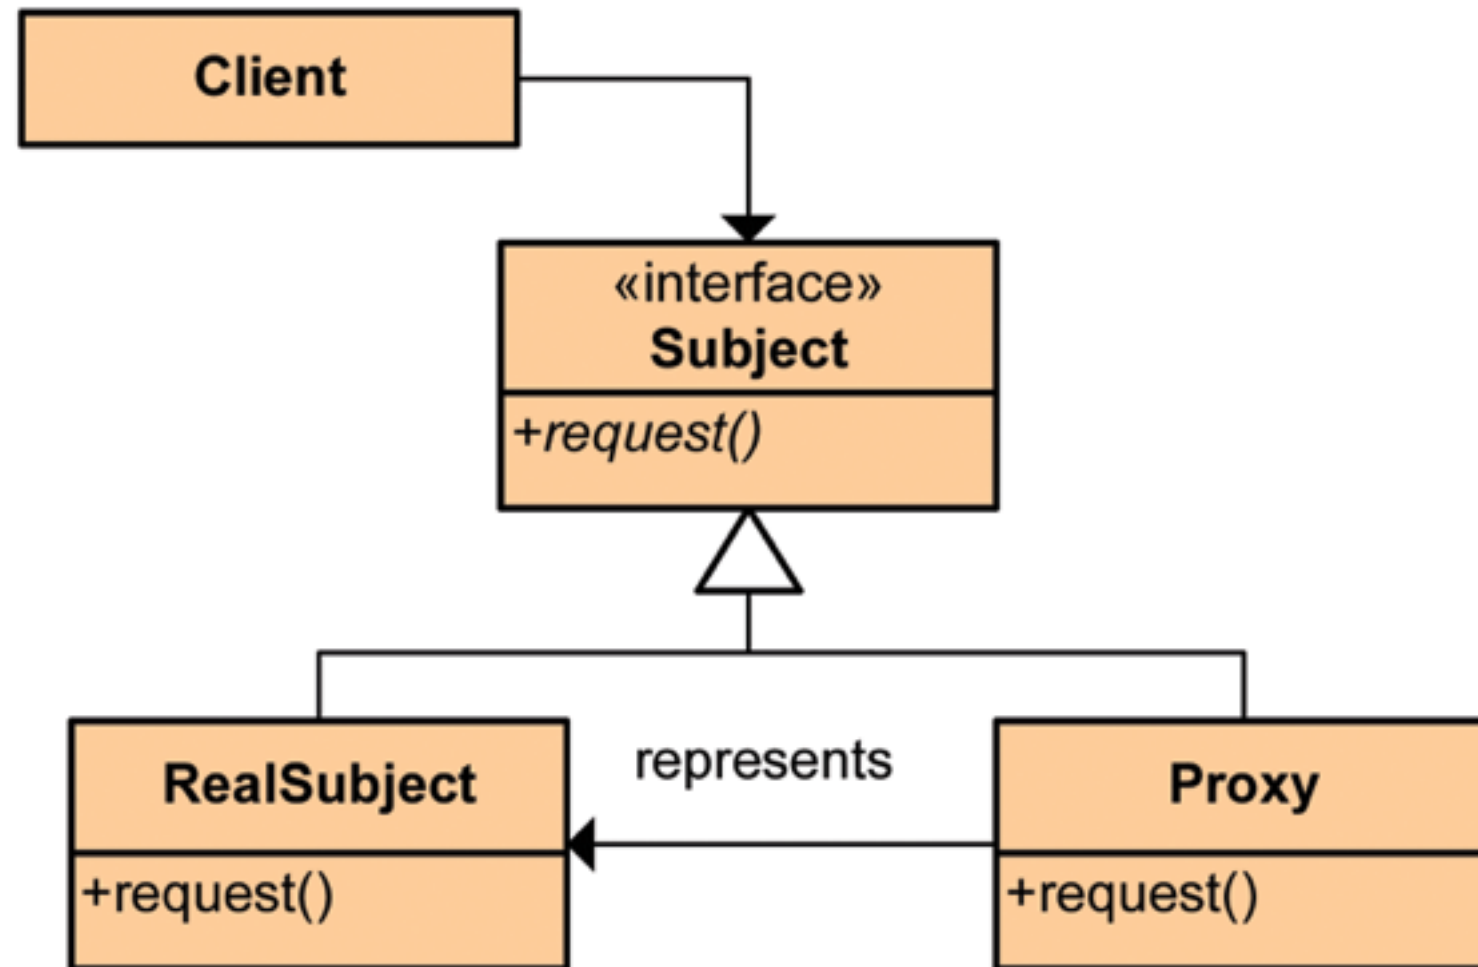 Client
«interface»
Subject
+request()
represents
RealSubject
Proxy
+request()
+request()